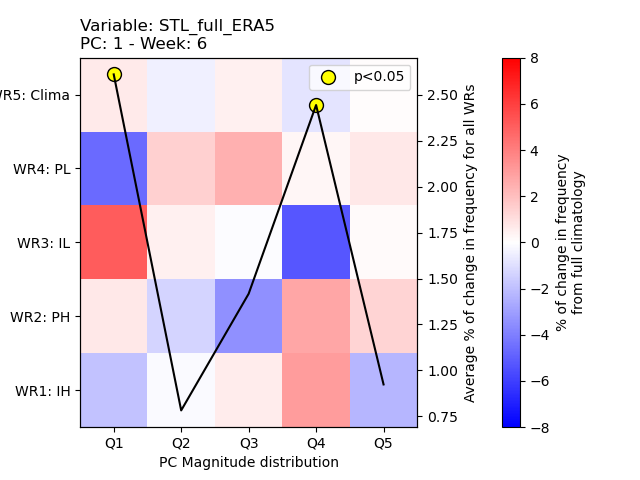 Variable: STL_full_ERA5
PC: 1 - Week: 6
p<0.05
WR5: Clima
WR4: PL
WR3: IL
WR2: PH
WR1: IH
Q1
Q2
Q3
Q4
Q5
PC Magnitude distribution
2.50
2.25
2.00
1.75
1.50
1.25
1.00
0.75
Average % of change in frequency for all WRs
8
6
4
2
0
−2
−4
−6
−8
% of change in frequency
from full climatology